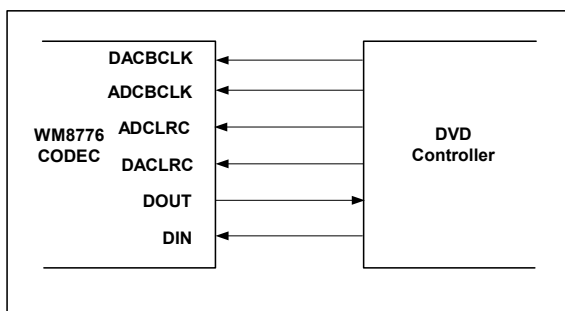 DACBCLK
ADCBCLK
ADCLRC
WM8776
CODEC
DACLRC
DOUT
DIN
DVD
Controller